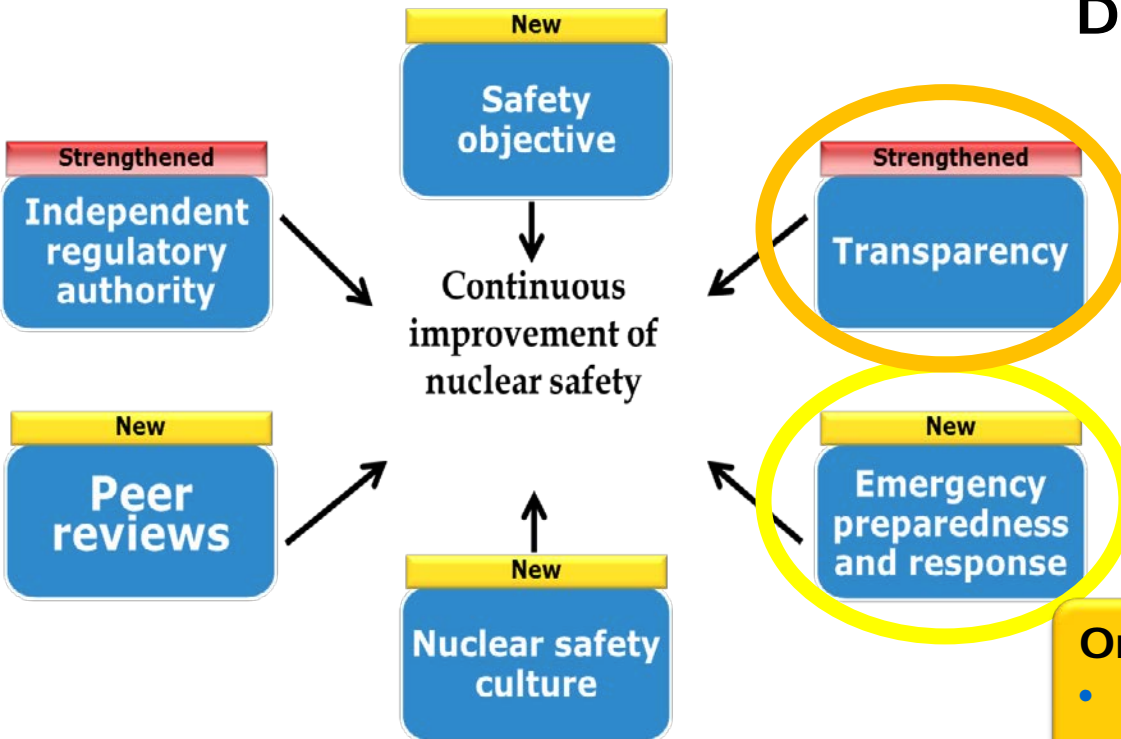 D
New
Safety
objective
Strengthened
Independent
regulatory
authority
Strengthened
Transparency
Continuous
improvement of
nuclear safety
New
Peer
reviews
New
Emergency
preparedness
and response
New
Nuclear safety
culture